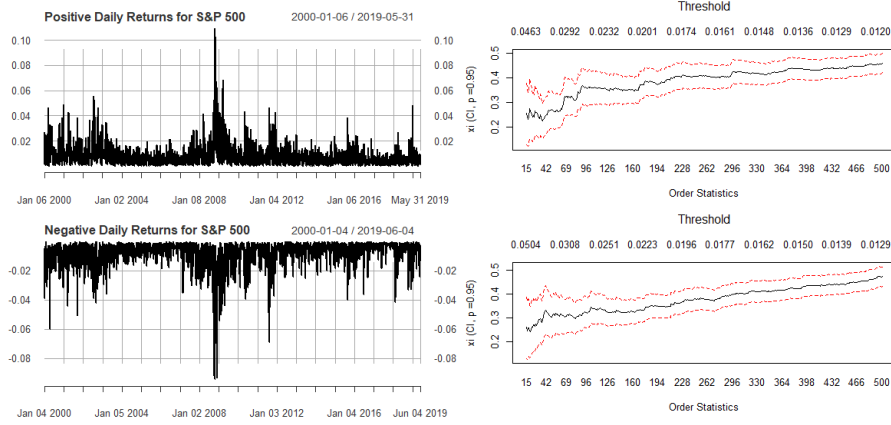 Positive Daily Returns for S&P 500 2000-01-06 / 2019-05-31
0.10 0.10
0.08 0.08
0.06 0.06
0.04 0.04
0.02 0.02
Jan 06 2000 Jan 02 2004 Jan 08 2008 Jan 04 2012 Jan 06 2016 May 31 2019
Threshold
0.0463 0.0292 0.0232 0.0201 0.0174 0.0161 0.0136 0.0129 0.0120
xi (CI, p =0.95)
0.5
0.4
0.3
0.2
15 42 69 96 126 160 194 228 262 296 330 364 398 432 466 500
Order Statistics
Negative Daily Returns for S&P 500 2000-01-04 / 2019-06-04
-0.02 -0.02
-0.04 -0.04
-0.06 -0.06
-0.08 -0.08
Jan 04 2000 Jan 05 2004 Jan 02 2008 Jan 03 2012 Jan 04 2016 Jun 04 2019
Threshold
0.0504 0.0308 0.0251 0.0223 0.0196 0.0177 0.0162 0.0150 0.0139 0.0129
xi (CI, p =0.95)
0.5
0.4
0.3
0.2
15 42 69 96 126 160 194 228 262 296 330 364 398 432 466 500
Order Statistics